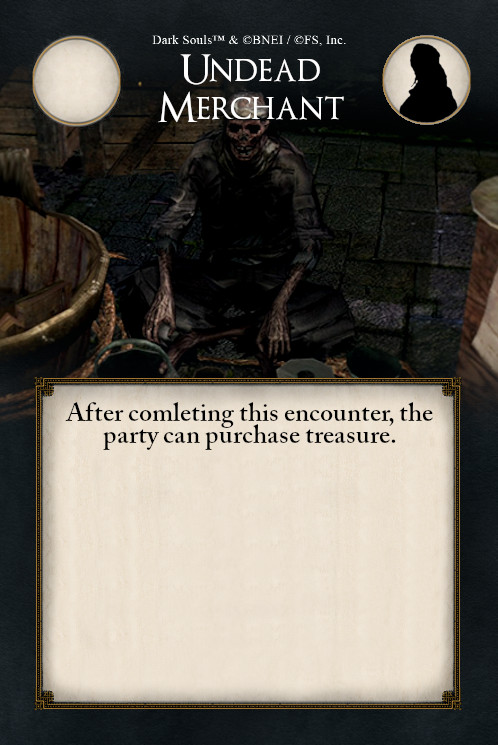 Dark Souls™ & ©BNEI / ©FS, Inc.
Undead
Merchant
After comleting this encounter, the
party can purchase treasure.